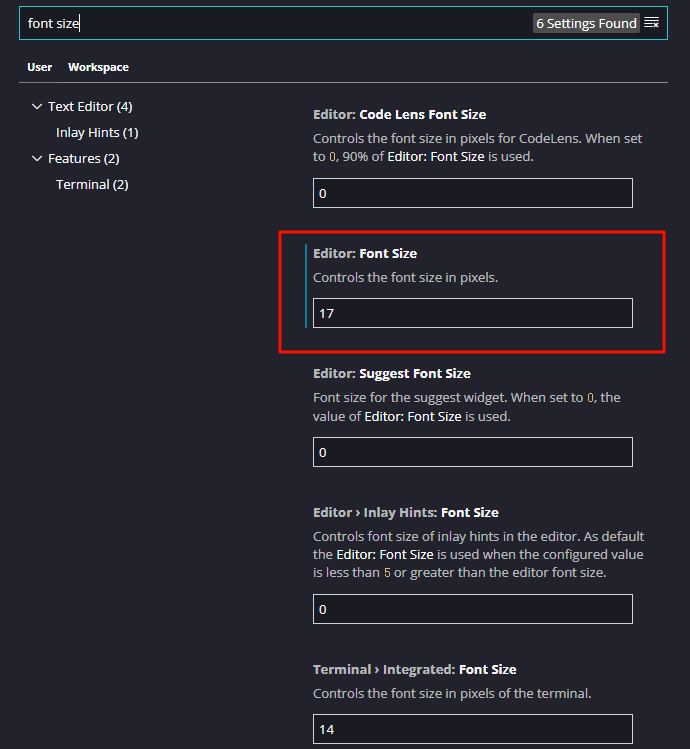 font size
6 Settings Found
User Workspace
Text Editor (4)
Inlay Hints (1)
Features (2)
Terminal (2)
Editor: Code Lens Font Size
Controls the font size in pixels for CodeLens. When set
to 0, 90% of Editor: Font Size is used.
0
Editor: Font Size
Controls the font size in pixels.
17
Editor: Suggest Font Size
Font size for the suggest widget. When set to 0, the
value of Editor: Font Size is used.
0
Editor › Inlay Hints: Font Size
Controls font size of inlay hints in the editor. As default
the Editor: Font Size is used when the configured value
is less than 5 or greater than the editor font size.
0
Terminal › Integrated: Font Size
Controls the font size in pixels of the terminal.
14